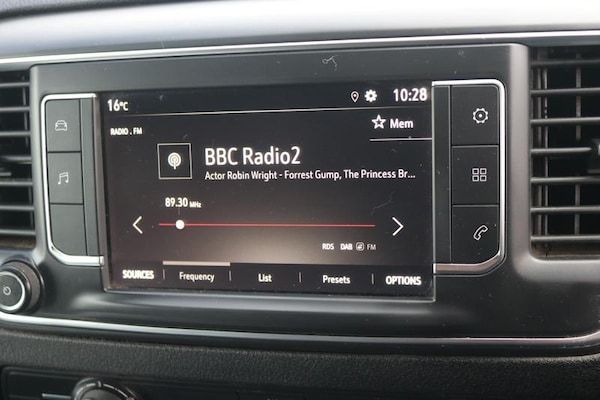 16°C
10:28
RADIO . FM
Mem
BBC Radio2
Actor Robin Wright - Forrest Gump, The Princess Br...
89.30 MHz
RDS DAB FM
SOURCES Frequency List Presets OPTIONS